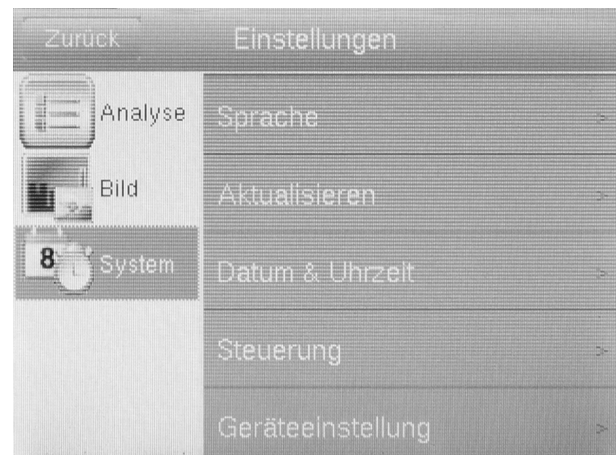 Zurück
Einstellungen
Analyse
Bild
8
System
Sprache >
Aktualisieren >
Datum & Uhrzeit >
Steuerung >
Geräteeinstellung >